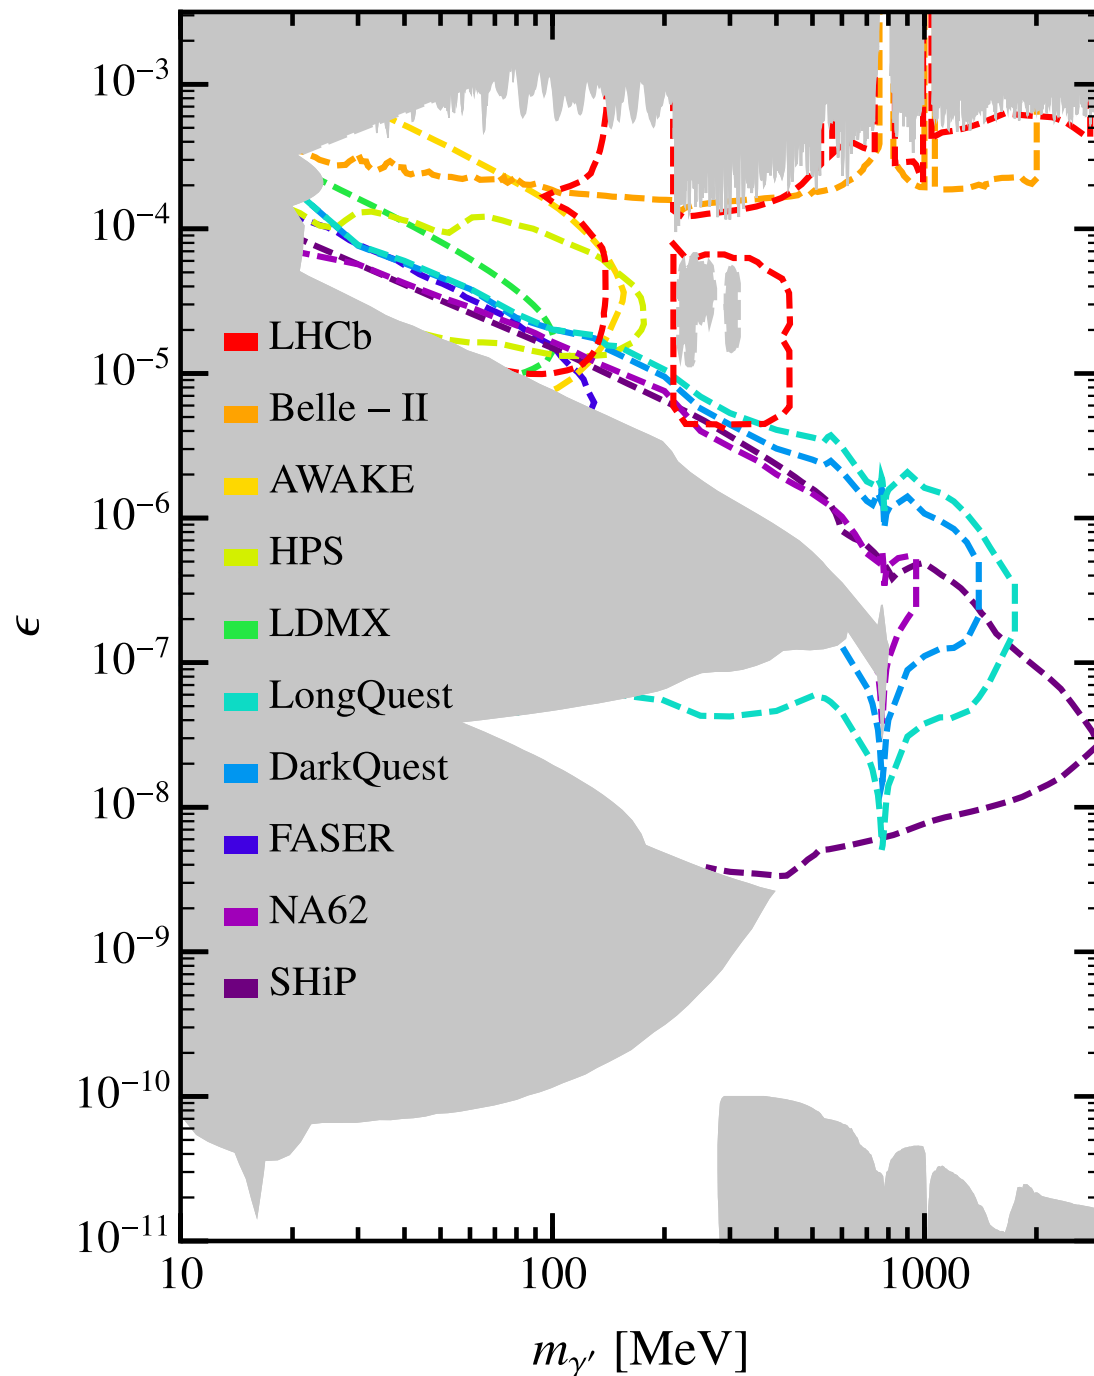 10⁻³
10⁻⁴
10⁻⁵
10⁻⁶
10⁻⁷
10⁻⁸
10⁻⁹
10⁻¹⁰
10⁻¹¹
ϵ
LHCb
Belle − II
AWAKE
HPS
LDMX
LongQuest
DarkQuest
FASER
NA62
SHiP
10 100 1000
m_γ′ [MeV]